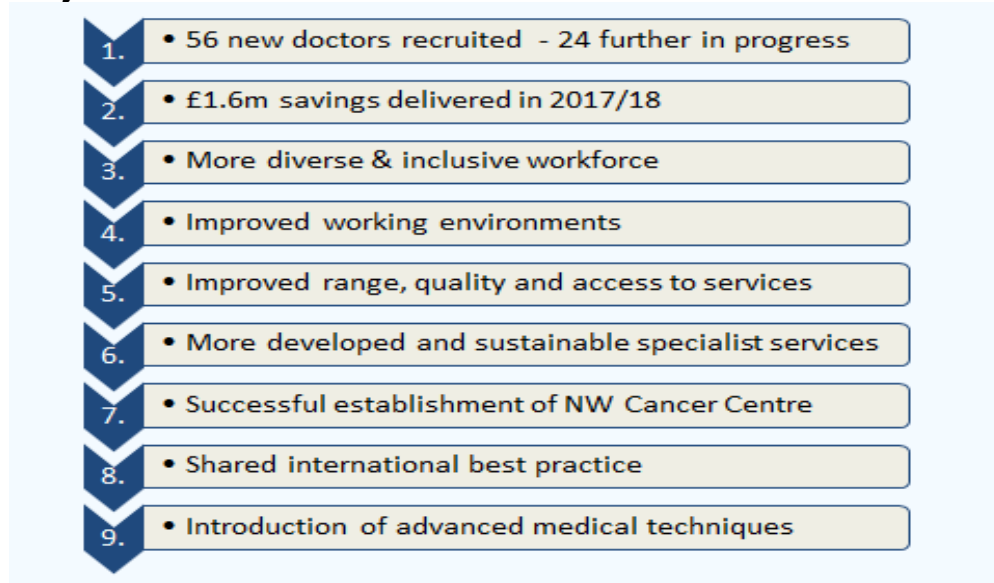 1. • 56 new doctors recruited - 24 further in progress
2. • £1.6m savings delivered in 2017/18
3. • More diverse & inclusive workforce
4. • Improved working environments
5. • Improved range, quality and access to services
6. • More developed and sustainable specialist services
7. • Successful establishment of NW Cancer Centre
8. • Shared international best practice
9. • Introduction of advanced medical techniques